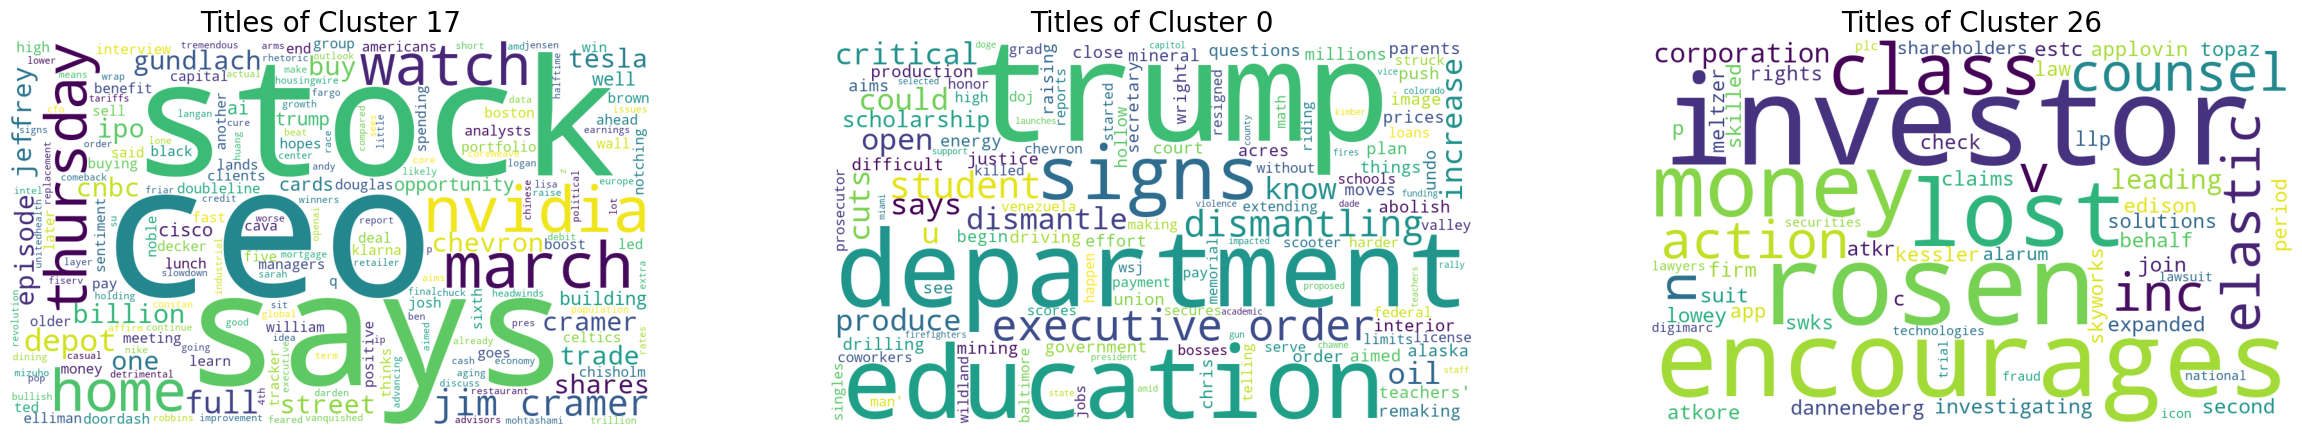 Titles of Cluster 17
high
interview
tremendous
arms
end
group
americans
short
amd
jensen
win
lower
gundlach
rhetoric
outlook
buy
watch
tesla
means
wrap
capital
actual
make
housingwire
well
benefit
another
tariffs
fargo
halftime
jeffrey
thursday
stock
cfo
sell
ai
growth
data
spending
boston
brown
langan
cure
trump
beat
compared
little
sees
issues
signs
ipo
huang
hopes
race
analysts
ahead
order
said
lone
center
andy
coreweave
earnings
portfolio
wall
buying
black
lands
core
likely
logan
notching
replacement
clients
cards
douglas
opportunity
comeback
cnbc
doubleline
lisa
europe
intel
friar
winners
raise
z
credit
episode
unitedhealth
later
sentiment
su
noble
fast
cisco
worse
cava
ceo
openai
report
nvidia
chinese
political
lot
decker
deal
klarna
p
chevron
boost
led
layer
lunch
five
debit
fiserv
managers
retailer
march
slowdown
mortgage
aims
pay
sarah
industrial
holding
q
final
chuck
headwinds
building
revolution
billion
constan
sit
says
josh
sixth
extra
older
global
ben
aimed
population
affirm
continue
good
william
pres
cramer
rates
depot
meeting
idea
positive
vip
already
going
executive
goes
celtics
dining
nike
one
learn
term
thinks
cash
economy
trade
casual
tracker
aging
discuss
chisholm
mizuho
money
advancing
pop
detrimental
home
full
4th
darden
restaurant
shares
bullish
street
jim cramer
ted
feared
vanquished
elliman
doordash
robbins
improvement
advisors
mohtashami
trillion
Titles of Cluster 0
critical
doge
grady
close
mineral
capitol
questions
millions
parents
production
selected
trump
struck
vice
push
aims
honor
could
high
doj
raising
reports
secretary
wright
resigned
math
image
colorado
scholarship
launches
started
kimber
prices
increase
open
energy
hollow
court
county
riding
loans
support
chevron
acres
fires
plan
prosecutor
difficult
justice
killed
signs
without
things
undo
cuts
student
know
schools
moves
funding
says
venezuela
violence
extending
abolish
dismantle
making
miami
dade
u
dismantling
valley
begin
driving
effort
impacted
scooter
harder
department
happen
wsj
pay
memorial
rally
see
payment
proposed
teachers
union
scores
secures
academic
federal
produce
executive order
gun
interior
firefighters
chawne
limits
license
drilling
mining
government
bosses
serve
order
aimed
alaska
coworkers
president
education
singles
wildland
baltimore
chris
telling
amid
oil
staff
man'
state
teachers'
jobs
remaking
Titles of Cluster 26
corporation
plc
shareholders
estc
applovin
topaz
rights
class
law
counsel
meltzer
skilled
investor
p
check
llp
money
claims
v
leading
lost
elastic
period
securities
edison
action
solutions
atkr
kessler
alarum
behalf
lawyers
firm
skyworks
join
n
rosen
inc
lawsuit
suit
c
lowey
app
swks
expanded
digimarc
technologies
encourages
trial
fraud
national
atkore
danneneberg
investigating
icon
second